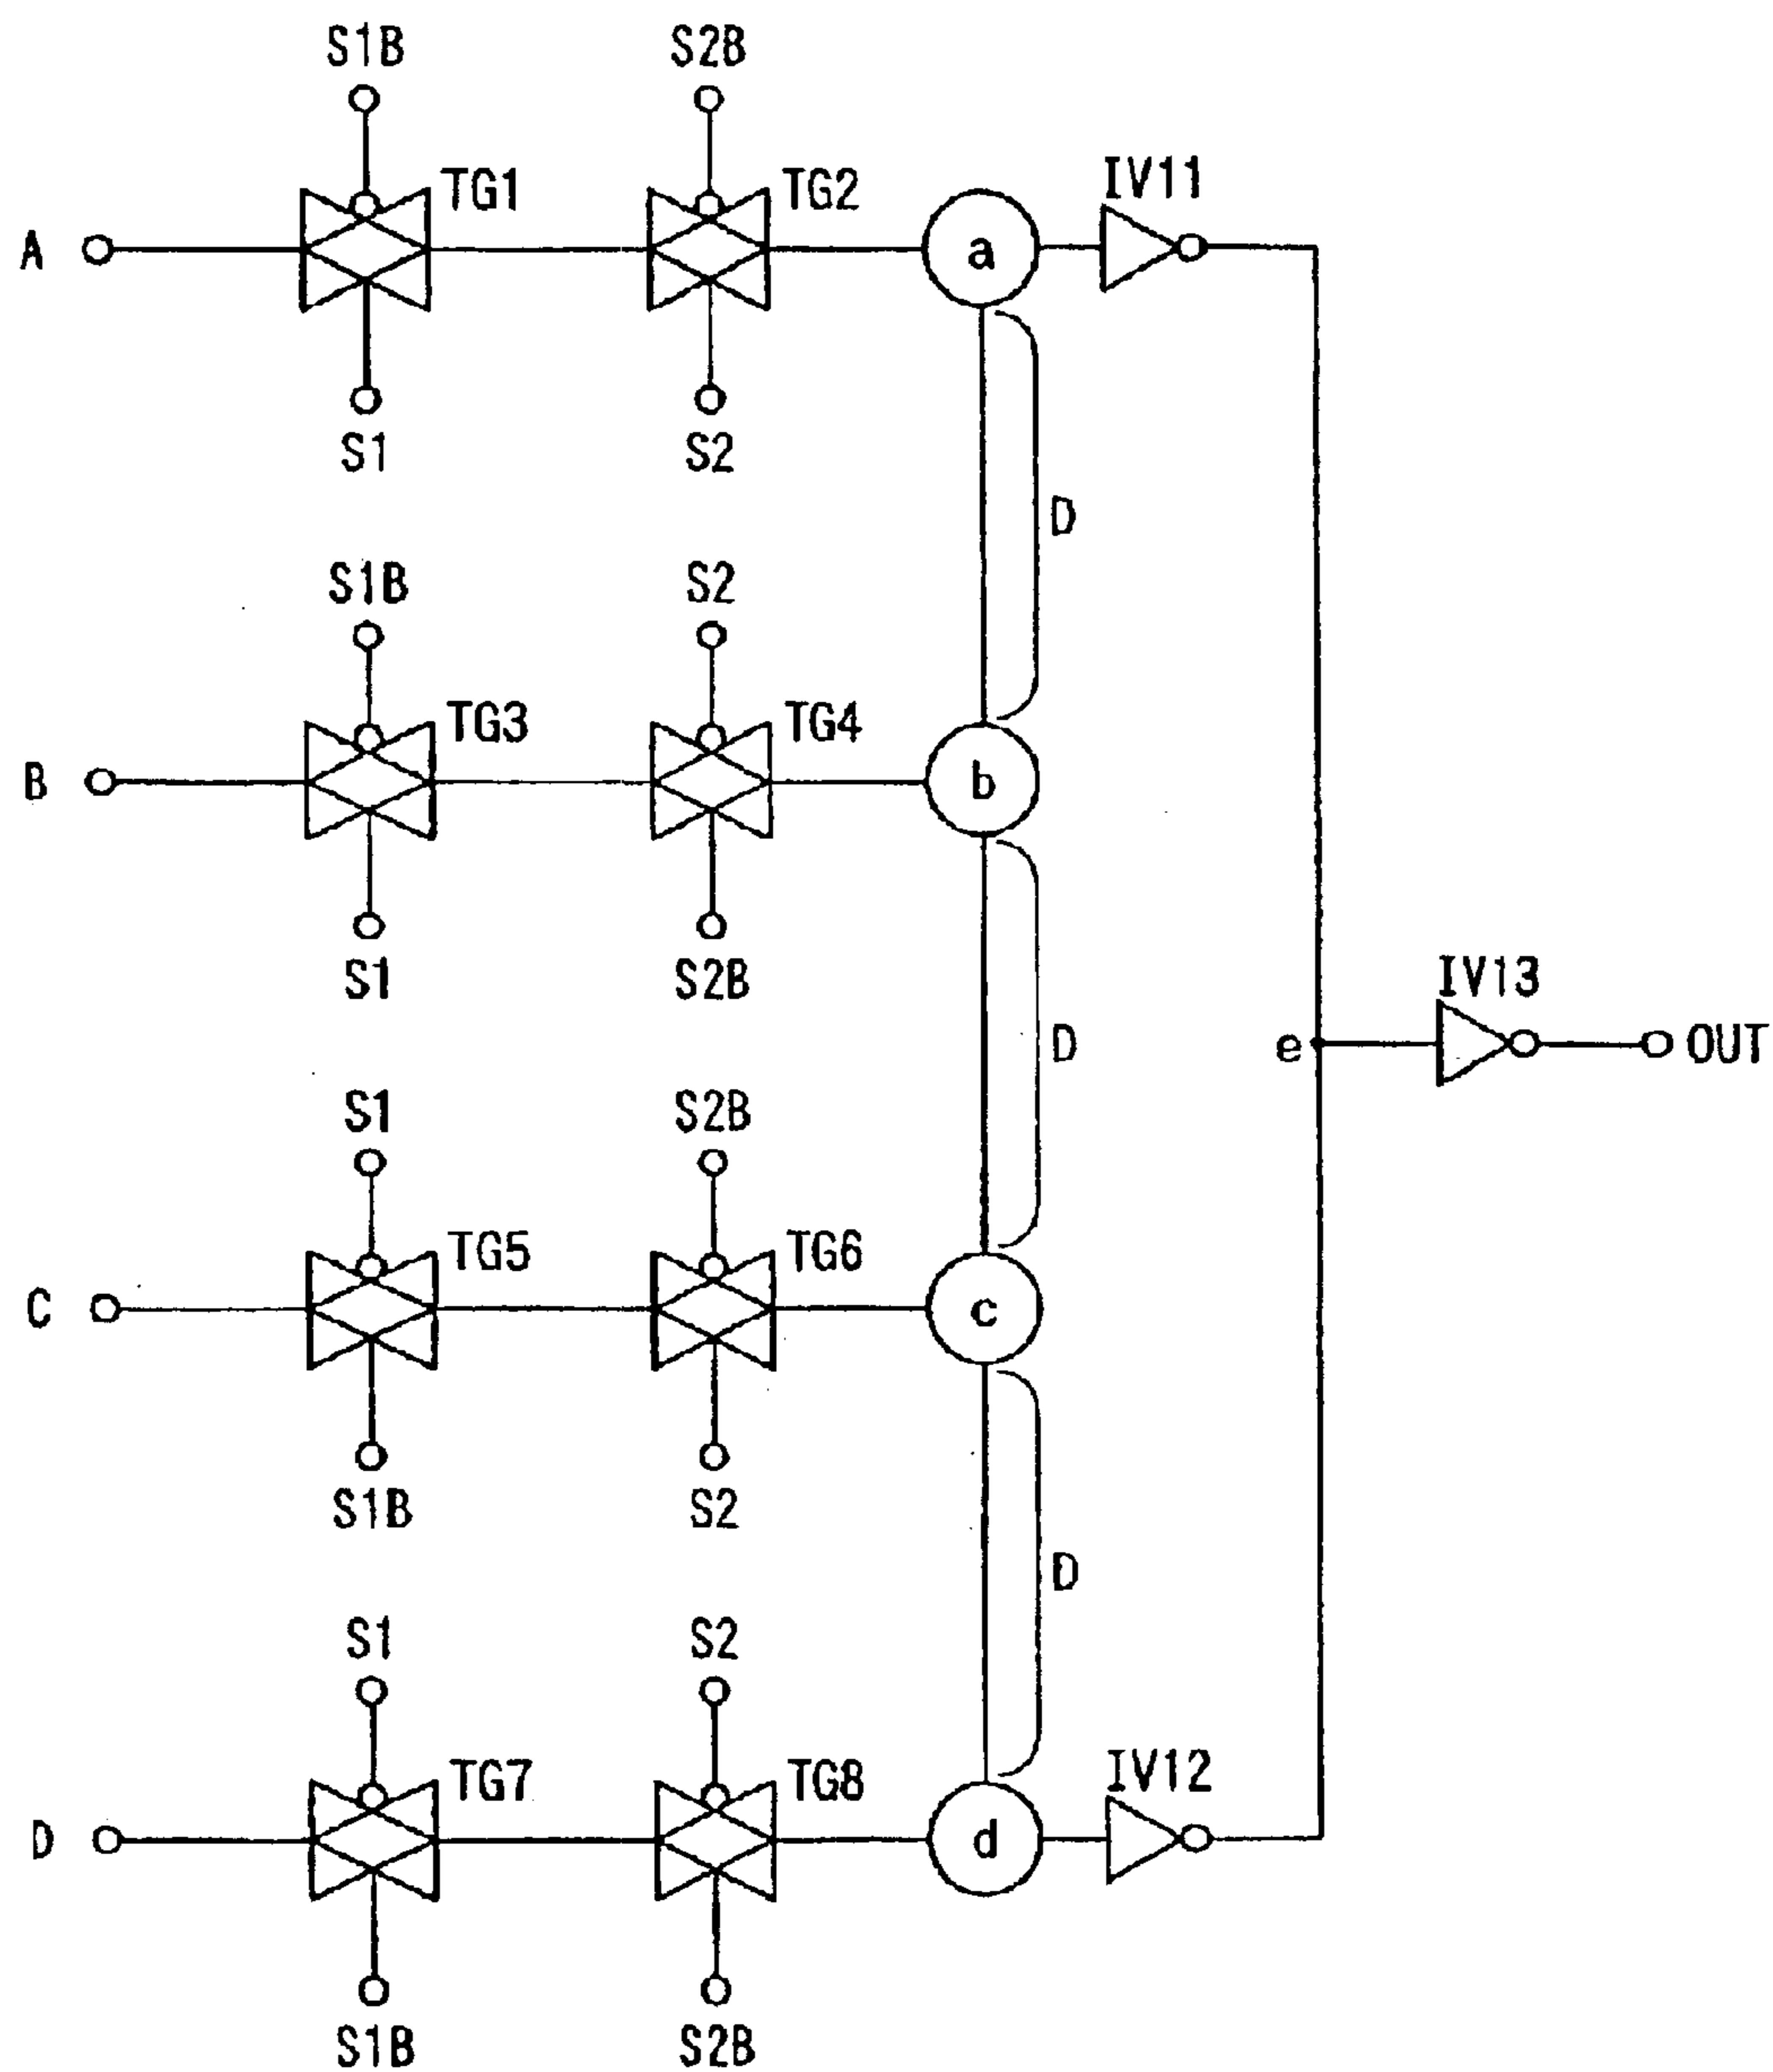 S1B S2B
TG1 TG2 IV11
A a
S1 S2
D
S1B S2
TG3 TG4
B b
S1 S2B
IV13
D e OUT
S1 S2B
TG5 TG6
C c
S1B S2
D
S1 S2
TG7 TG8 IV12
D d
S1B S2B